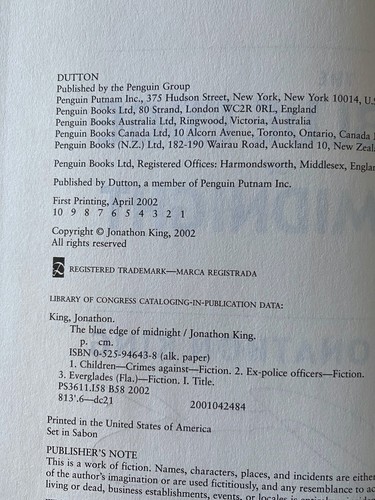 DUTTON
Published by the Penguin Group
Penguin Putnam Inc., 375 Hudson Street, New York, New York 10014, U.S
Penguin Books Ltd, 80 Strand, London WC2R 0RL, England
Penguin Books Australia Ltd, Ringwood, Victoria, Australia
Penguin Books Canada Ltd, 10 Alcorn Avenue, Toronto, Ontario, Canada
Penguin Books (N.Z.) Ltd, 182-190 Wairau Road, Auckland 10, New Zeal
Penguin Books Ltd, Registered Offices: Harmondsworth, Middlesex, Englan
Published by Dutton, a member of Penguin Putnam Inc.
First Printing, April 2002
10 9 8 7 6 5 4 3 2 1
Copyright © Jonathon King, 2002
All rights reserved
REGISTERED TRADEMARK—MARCA REGISTRADA
LIBRARY OF CONGRESS CATALOGING-IN-PUBLICATION DATA:
King, Jonathon.
The blue edge of midnight / Jonathon King.
p. cm.
ISBN 0-525-94643-8 (alk. paper)
1. Children—Crimes against—Fiction. 2. Ex-police officers—Fiction.
3. Everglades (Fla.)—Fiction. I. Title.
PS3611.I58 B58 2002
813'.6—dc21 2001042484
Printed in the United States of America
Set in Sabon
PUBLISHER'S NOTE
This is a work of fiction. Names, characters, places, and incidents are either
of the author's imagination or are used fictitiously, and any resemblance to ac
living or dead, business establishments, events, or locales is